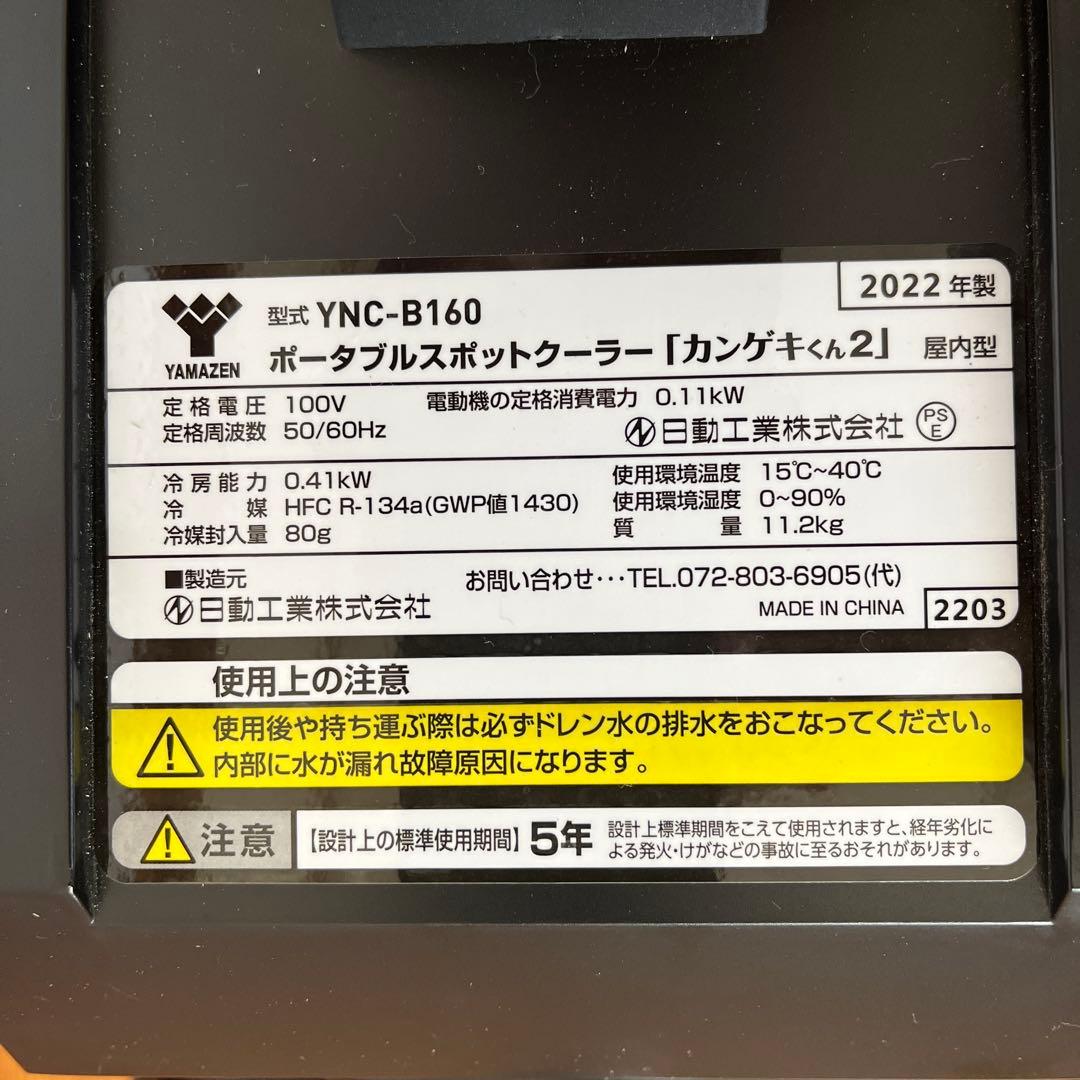 2022 年製
型式 YNC-B160
YAMAZEN
ポータブルスポットクーラー「カンゲキくん2」 屋内型
定格電圧 100V 電動機の定格消費電力 0.11kW
定格周波数 50/60Hz 日動工業株式会社 PSE
冷房能力 0.41kW 使用環境温度 15℃~40℃
冷媒 HFC R-134a(GWP値1430) 使用環境湿度 0~90%
冷媒封入量 80g 質量 11.2kg
■製造元 お問い合わせ···TEL.072-803-6905(代)
日動工業株式会社 MADE IN CHINA 2203
使用上の注意
使用後や持ち運ぶ際は必ずドレン水の排水をおこなってください。
内部に水が漏れ故障原因になります。
注意 【設計上の標準使用期間】 5年 設計上標準期間をこえて使用されますと、経年劣化に
よる発火・けがなどの事故に至るおそれがあります。